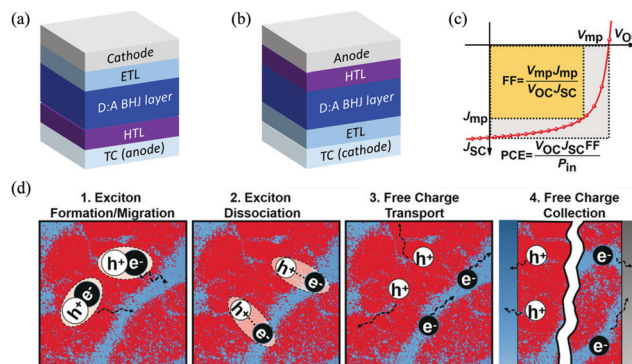 (a)
Cathode
ETL
D:A BHJ layer
HTL
TC (anode)
(b)
Anode
HTL
D:A BHJ layer
ETL
TC (cathode)
(c)
Vmp VO
FF= VmpJmp
VOCJSC
Jmp
JSC
PCE= VOCJSCFF
Pin
(d)
1. Exciton
Formation/Migration
h+ e-
h+ e-
2. Exciton
Dissociation
h+ e-
h+ e-
3. Free Charge
Transport
h+
h+
e-
e-
4. Free Charge
Collection
h+ e-
h+ e-